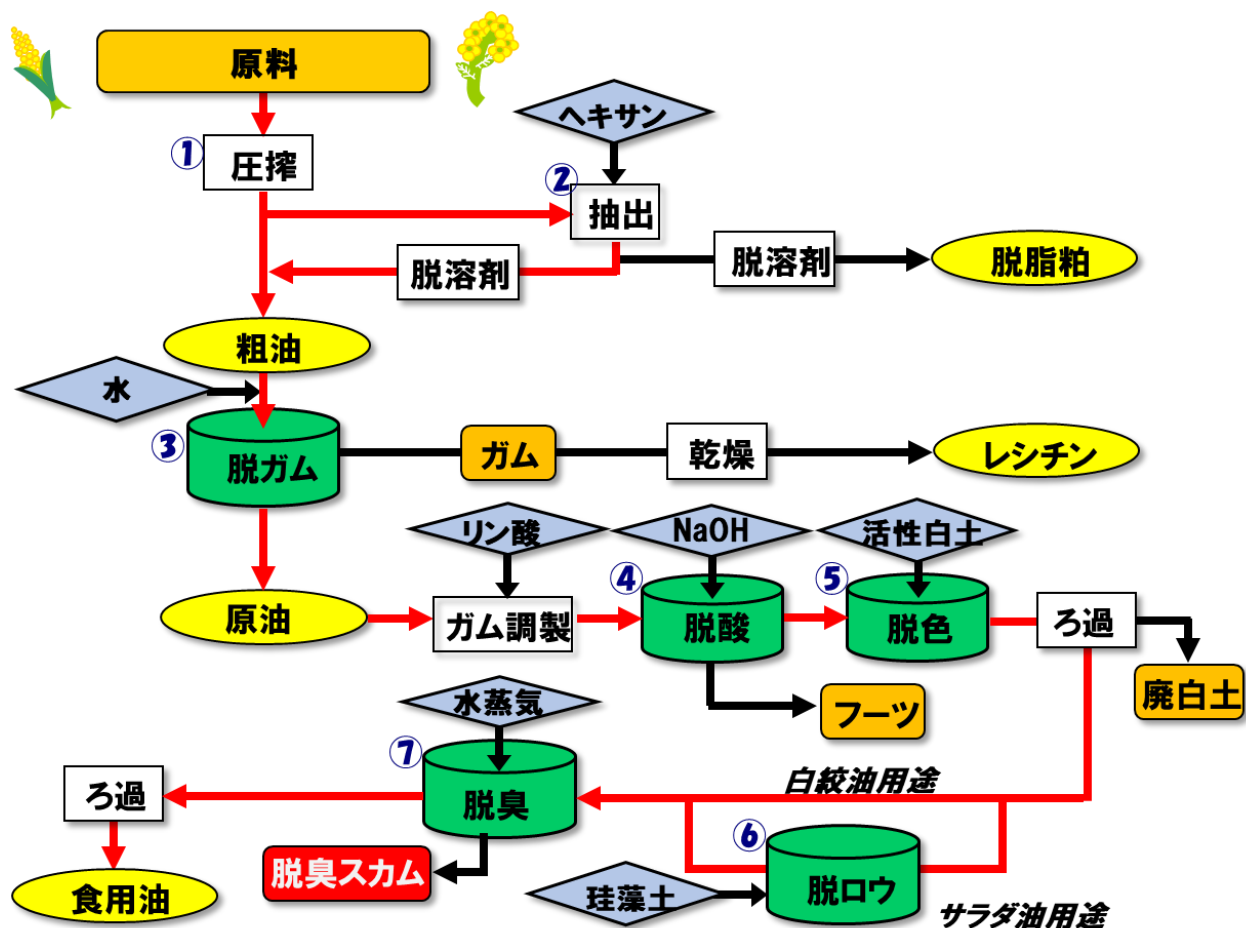 原料
ヘキサン
①
圧搾
②
抽出
脱溶剤
脱溶剤
脱脂粕
粗油
水
③
脱ガム
ガム
乾燥
レシチン
リン酸
NaOH
活性白土
原油
ガム調製
④
脱酸
⑤
脱色
ろ過
フーツ
廃白土
水蒸気
⑦
脱臭
白絞油用途
ろ過
⑥
脱ロウ
脱臭スカム
珪藻土
食用油
サラダ油用途